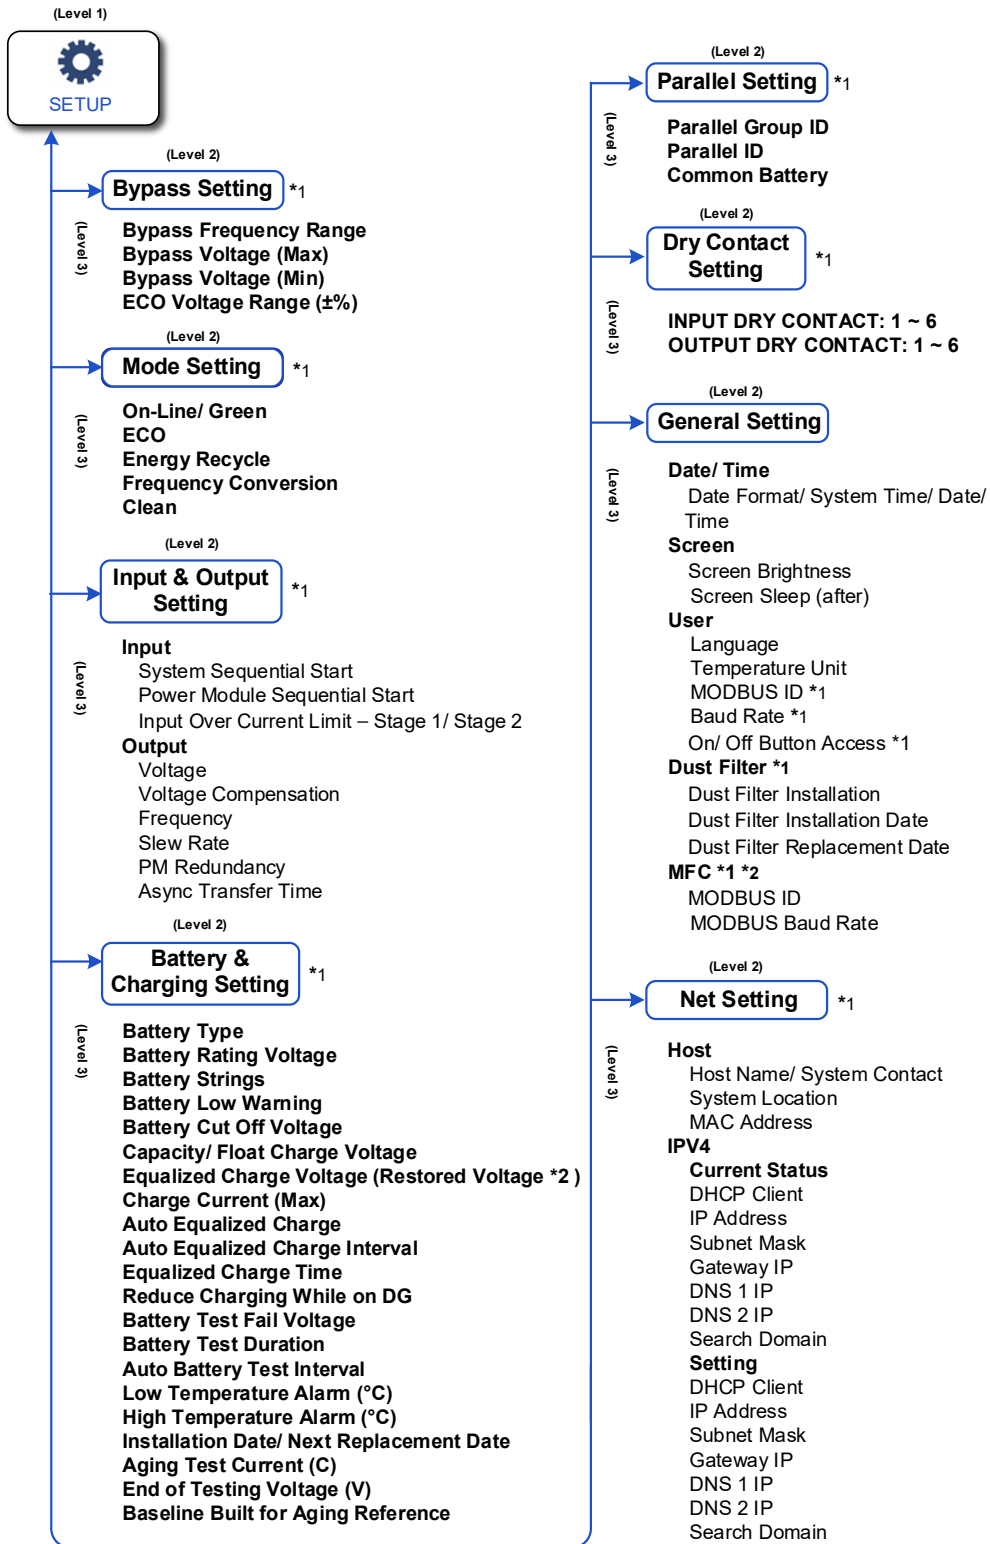 (Level 1)
SETUP
(Level 2)
Bypass Setting *1
(Level 3)
Bypass Frequency Range
Bypass Voltage (Max)
Bypass Voltage (Min)
ECO Voltage Range (±%)
(Level 2)
Mode Setting *1
(Level 3)
On-Line/ Green
ECO
Energy Recycle
Frequency Conversion
Clean
(Level 2)
Input & Output
Setting
*1
(Level 3)
Input
System Sequential Start
Power Module Sequential Start
Input Over Current Limit – Stage 1/ Stage 2
Output
Voltage
Voltage Compensation
Frequency
Slew Rate
PM Redundancy
Async Transfer Time
(Level 2)
Battery &
Charging Setting
*1
(Level 3)
Battery Type
Battery Rating Voltage
Battery Strings
Battery Low Warning
Battery Cut Off Voltage
Capacity/ Float Charge Voltage
Equalized Charge Voltage (Restored Voltage *2 )
Charge Current (Max)
Auto Equalized Charge
Auto Equalized Charge Interval
Equalized Charge Time
Reduce Charging While on DG
Battery Test Fail Voltage
Battery Test Duration
Auto Battery Test Interval
Low Temperature Alarm (°C)
High Temperature Alarm (°C)
Installation Date/ Next Replacement Date
Aging Test Current (C)
End of Testing Voltage (V)
Baseline Built for Aging Reference
(Level 2)
Parallel Setting *1
(Level 3)
Parallel Group ID
Parallel ID
Common Battery
(Level 2)
Dry Contact
Setting
*1
(Level 3)
INPUT DRY CONTACT: 1 ~ 6
OUTPUT DRY CONTACT: 1 ~ 6
(Level 2)
General Setting
(Level 3)
Date/ Time
Date Format/ System Time/ Date/
Time
Screen
Screen Brightness
Screen Sleep (after)
User
Language
Temperature Unit
MODBUS ID *1
Baud Rate *1
On/ Off Button Access *1
Dust Filter *1
Dust Filter Installation
Dust Filter Installation Date
Dust Filter Replacement Date
MFC *1 *2
MODBUS ID
MODBUS Baud Rate
(Level 2)
Net Setting *1
(Level 3)
Host
Host Name/ System Contact
System Location
MAC Address
IPV4
Current Status
DHCP Client
IP Address
Subnet Mask
Gateway IP
DNS 1 IP
DNS 2 IP
Search Domain
Setting
DHCP Client
IP Address
Subnet Mask
Gateway IP
DNS 1 IP
DNS 2 IP
Search Domain